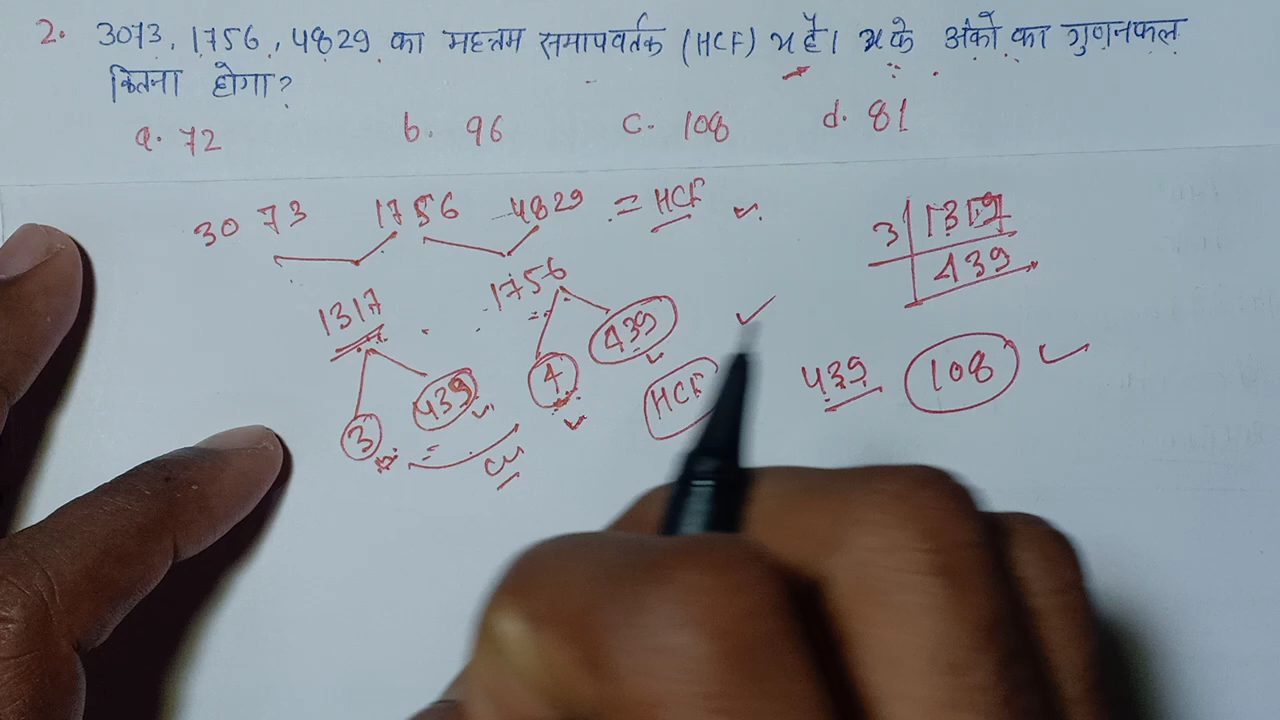 2. 3073, 1756, 4829 का महत्तम समापवर्तक (HCF) x है। x के अंकों का गुणनफल
कितना होगा?
a. 72 b. 96 c. 108 d. 81
3073 1756 4829 = HCF
3 1317
439
1317 1756
3 439 4 439
HCF
439 108